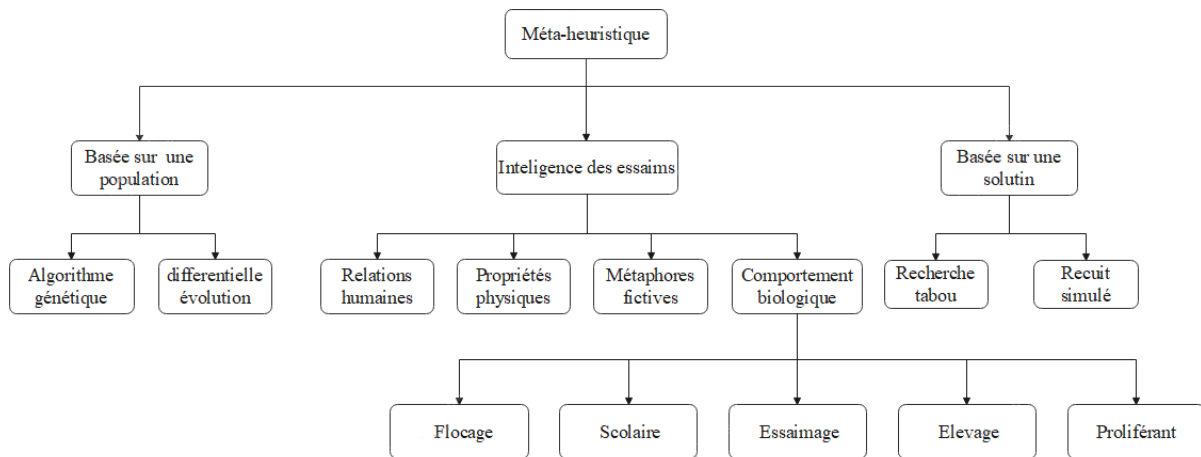 Méta-heuristique
Basée sur une
population
Inteligence des essaims
Basée sur une
solutin
Algorithme
génétique
differentielle
évolution
Relations
humaines
Propriétés
physiques
Métaphores
fictives
Comportement
biologique
Recherche
tabou
Recuit
simulé
Flocage
Scolaire
Essaimage
Elevage
Proliférant